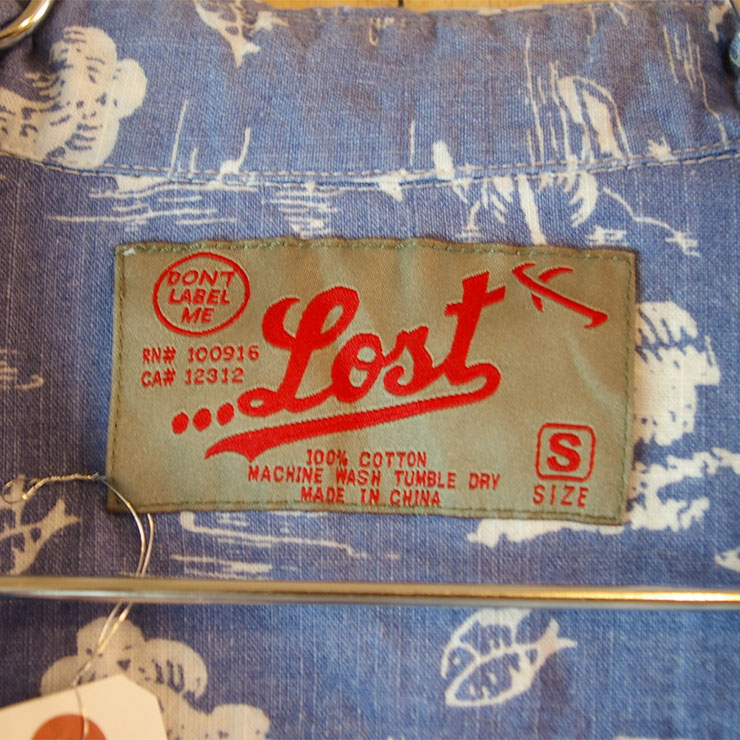 DON'T
LABEL
ME
RN# 100916
CA# 12312
...Lost
100% COTTON
MACHINE WASH TUMBLE DRY
MADE IN CHINA
S
SIZE